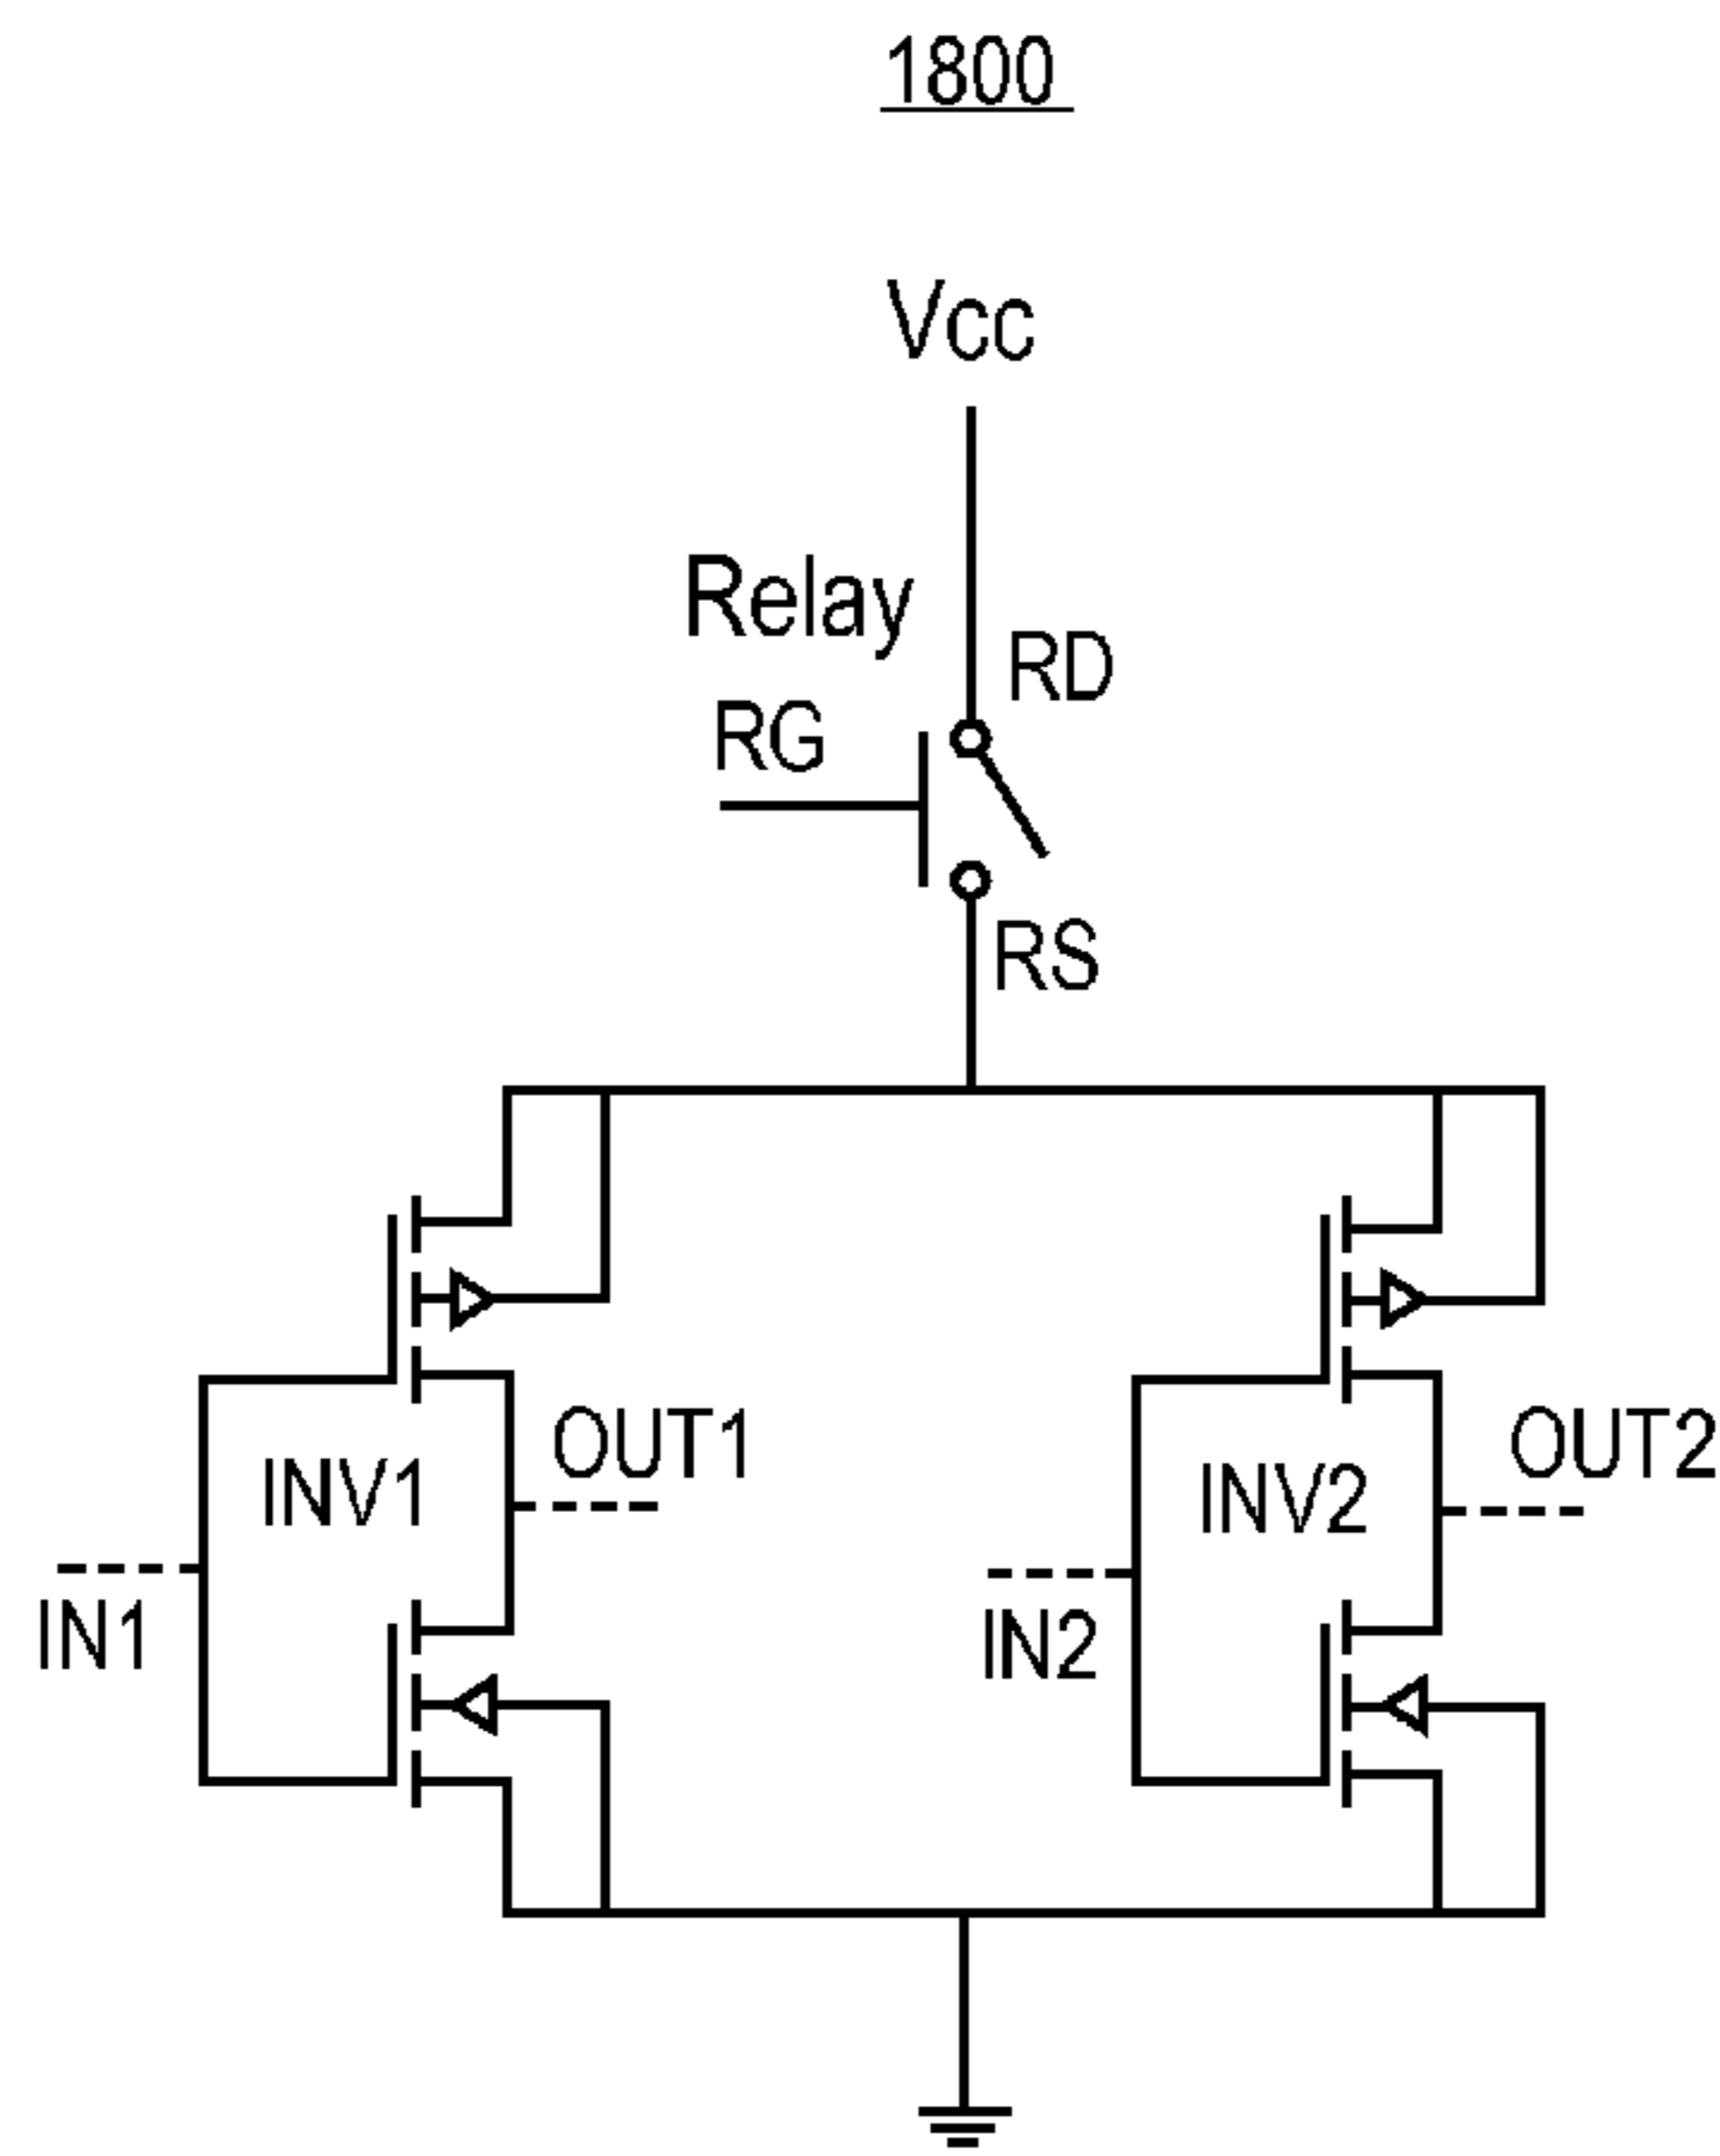 1800
Vcc
Relay
RD
RG
RS
OUT1
OUT2
INV1
INV2
IN1
IN2